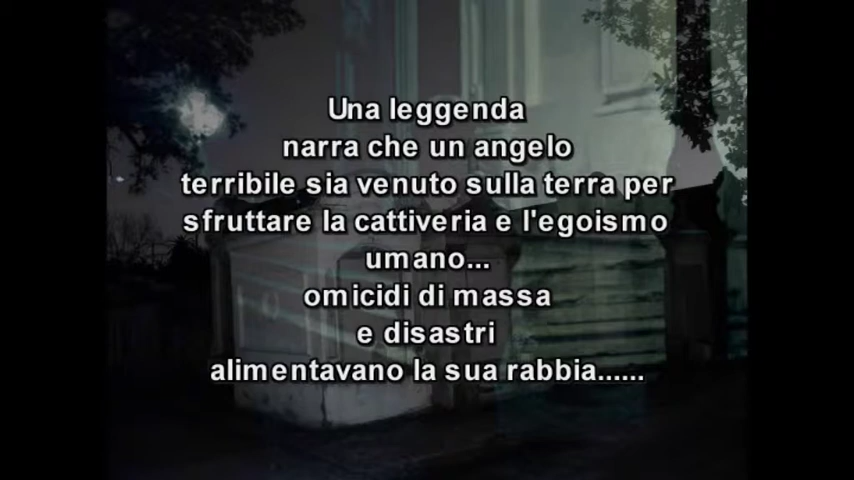 Una leggenda
narra che un angelo
terribile sia venuto sulla terra per
sfruttare la cattiveria e l'egoismo
umano...
omicidi di massa
e disastri
alimentavano la sua rabbia......